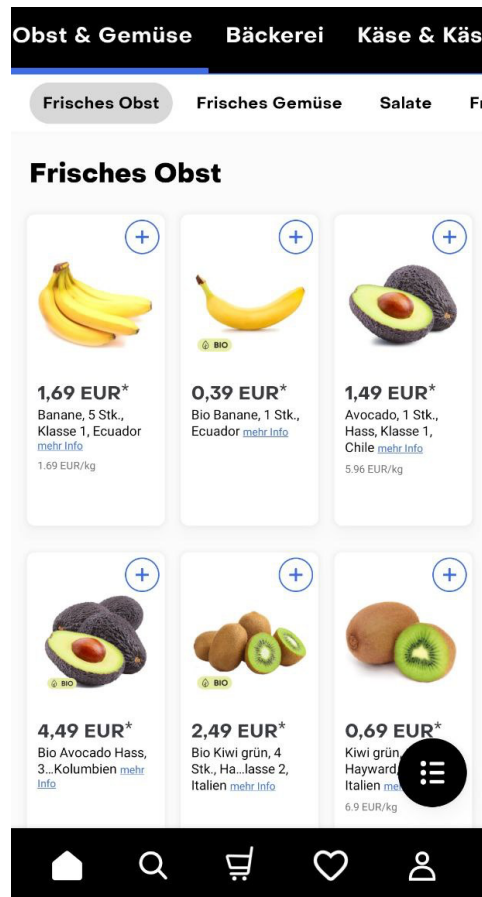 Obst & Gemüse Bäckerei Käse & Käs
Frisches Obst Frisches Gemüse Salate Fr
Frisches Obst
1,69 EUR*
Banane, 5 Stk.,
Klasse 1, Ecuador
mehr Info
1.69 EUR/kg
BIO
0,39 EUR*
Bio Banane, 1 Stk.,
Ecuador mehr Info
1,49 EUR*
Avocado, 1 Stk.,
Hass, Klasse 1,
Chile mehr Info
5.96 EUR/kg
BIO
4,49 EUR*
Bio Avocado Hass,
3...Kolumbien mehr
Info
BIO
2,49 EUR*
Bio Kiwi grün, 4
Stk., Ha...lasse 2,
Italien mehr Info
0,69 EUR*
Kiwi grün,
Hayward,
Italien me
6.9 EUR/kg